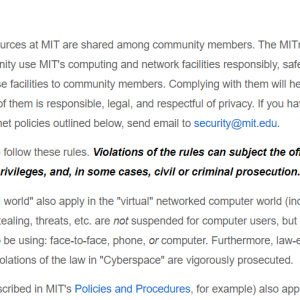 urces at MIT are shared among community members. The MITn
nity use MIT's computing and network facilities responsibly, safe
se facilities to community members. Complying with them will he
of them is responsible, legal, and respectful of privacy. If you hav
net policies outlined below, send email to security@mit.edu.
o follow these rules. Violations of the rules can subject the off
rivileges, and, in some cases, civil or criminal prosecution.
l world" also apply in the "virtual" networked computer world (inc
tealing, threats, etc. are not suspended for computer users, but
o be using: face-to-face, phone, or computer. Furthermore, law-e
olations of the law in "Cyberspace" are vigorously prosecuted.
scribed in MIT's Policies and Procedures, for example) also app